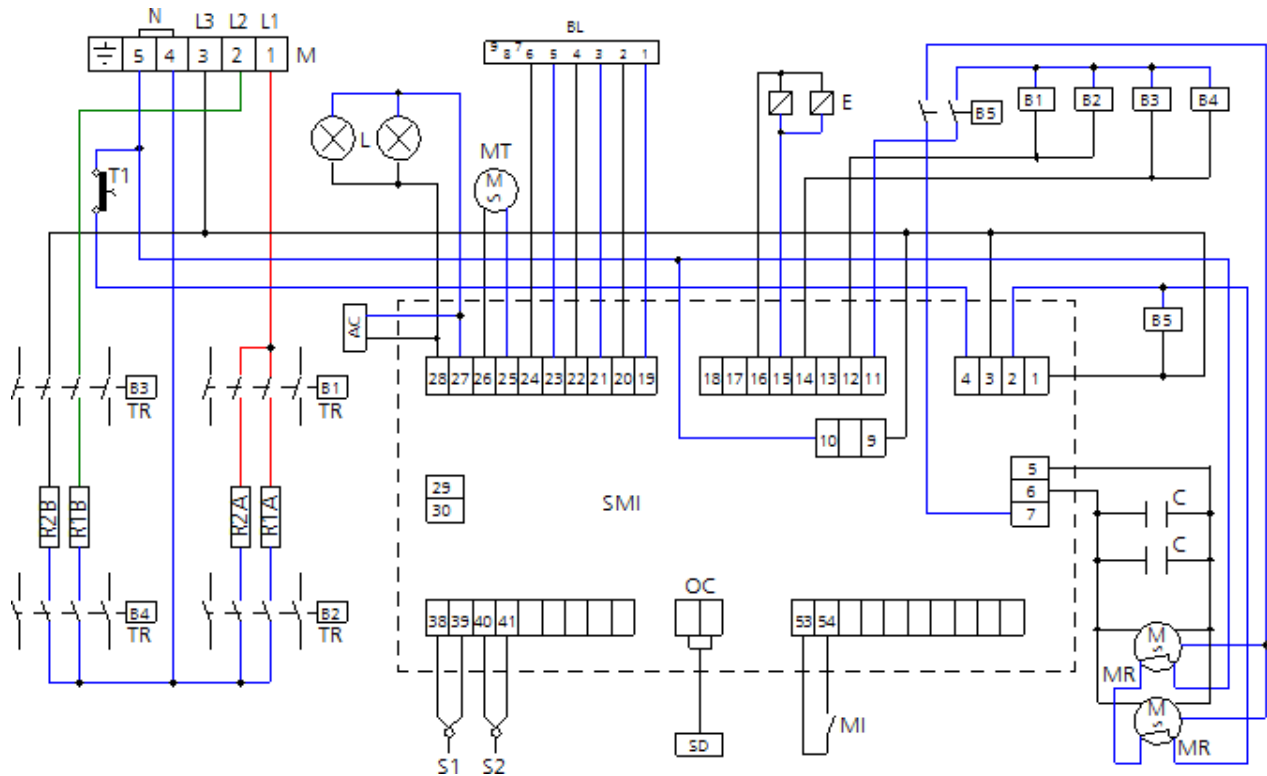 N L3 L2 L1
5 4 3 2 1 M
BL
9 8 7 6 5 4 3 2 1
L
MT
M S
E
B5
B1 B2 B3 B4
T1
AC
B5
28 27 26 25 24 23 22 21 20 19
18 17 16 15 14 13 12 11
4 3 2 1
10 9
B3
TR
B1
TR
5
6
7
29
30
SMI
C
C
R2B R1B R2A R1A
B4
TR
B2
TR
OC
38 39 40 41
53 54
M S
MR
M S
MR
MI
SD
S1 S2